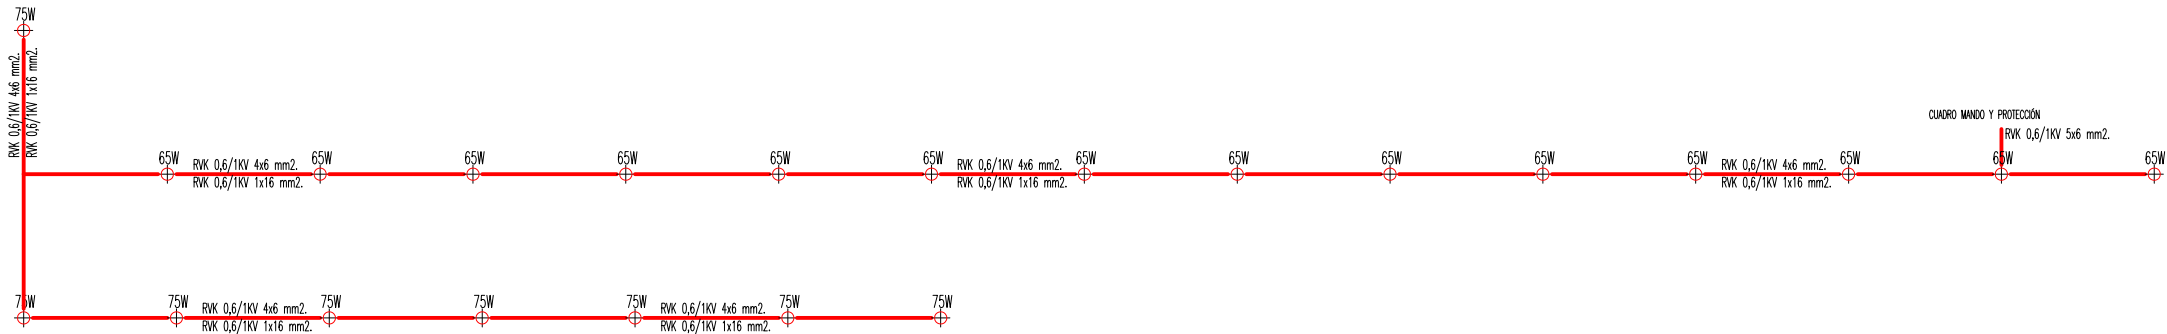 75W
RVK 0,6/1KV 4x6 mm2.
RVK 0,6/1KV 1x16 mm2.
CUADRO MANDO Y PROTECCIÓN
RVK 0,6/1KV 5x6 mm2.
65W 65W 65W 65W 65W 65W 65W 65W 65W 65W 65W 65W 65W 65W
RVK 0,6/1KV 4x6 mm2. RVK 0,6/1KV 4x6 mm2. RVK 0,6/1KV 4x6 mm2.
RVK 0,6/1KV 1x16 mm2. RVK 0,6/1KV 1x16 mm2. RVK 0,6/1KV 1x16 mm2.
75W 75W 75W 75W 75W 75W 75W
RVK 0,6/1KV 4x6 mm2. RVK 0,6/1KV 4x6 mm2.
RVK 0,6/1KV 1x16 mm2. RVK 0,6/1KV 1x16 mm2.